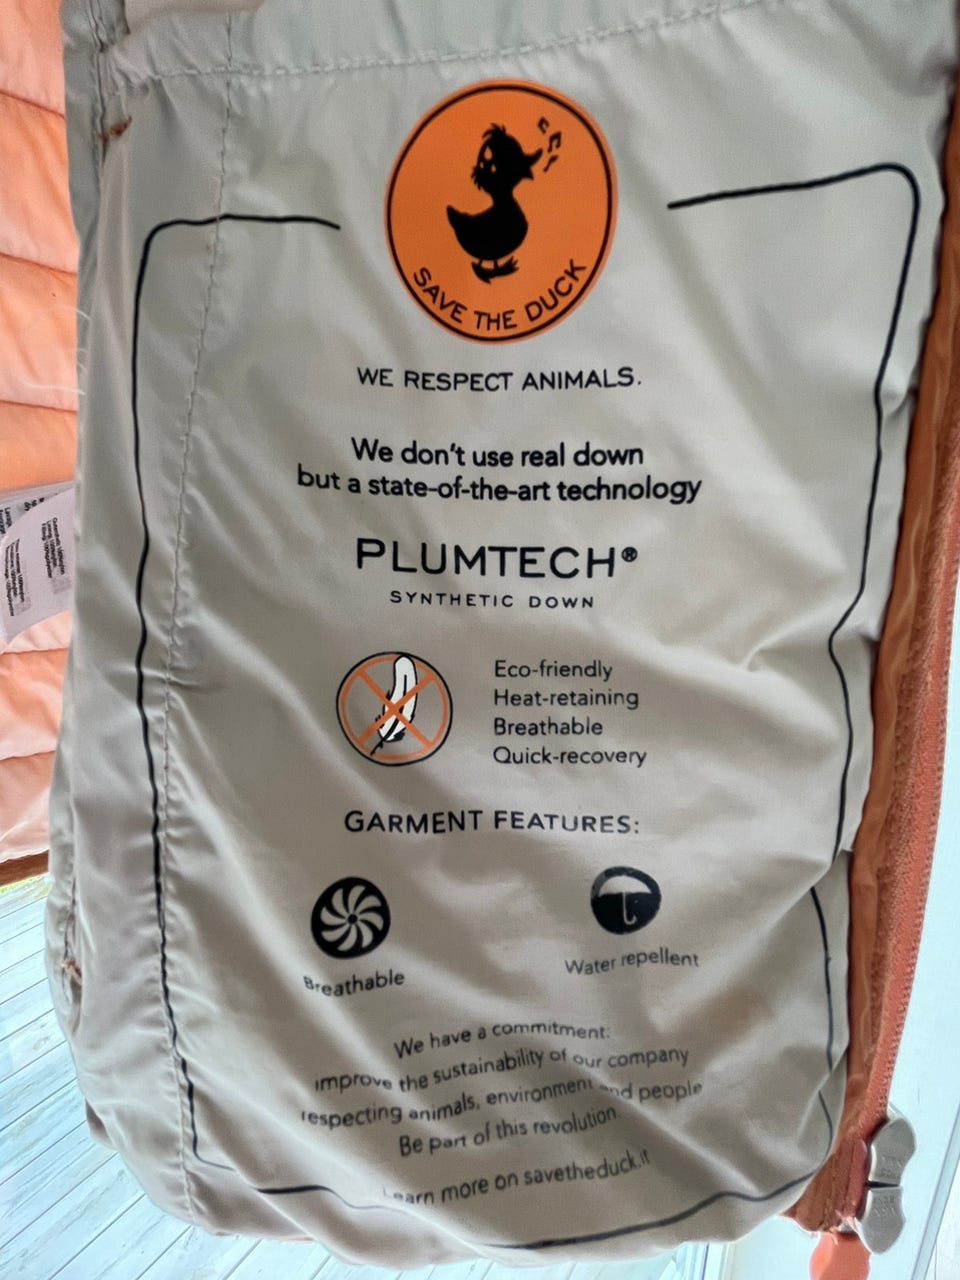 SAVE THE DUCK
WE RESPECT ANIMALS.
We don't use real down
but a state-of-the-art technology
PLUMTECH®
SYNTHETIC DOWN
Eco-friendly
Heat-retaining
Breathable
Quick-recovery
GARMENT FEATURES:
Breathable
Water repellent
We have a commitment:
improve the sustainability of our company
respecting animals, environment and people
Be part of this revolution.
Learn more on savetheduck.it